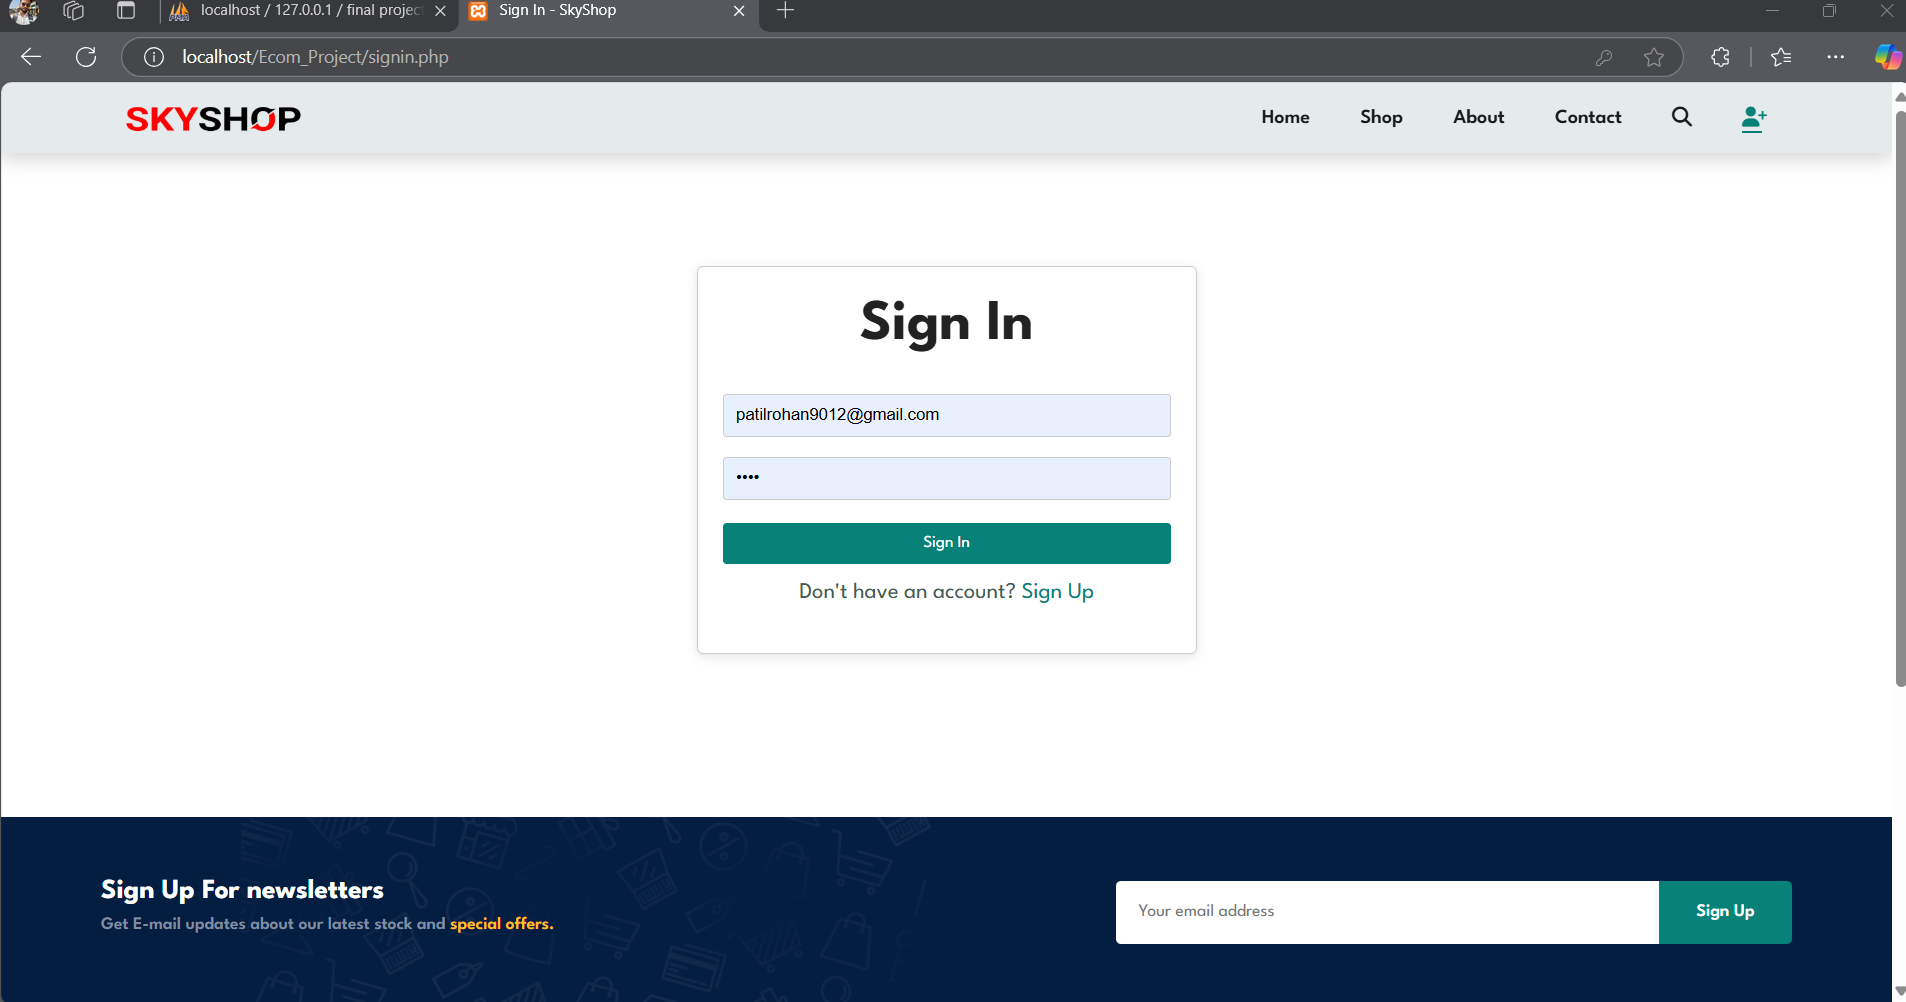 localhost / 127.0.0.1 / final projec
Sign In - SkyShop
localhost/Ecom_Project/signin.php
SKYSHOP
Home
Shop
About
Contact
Sign In
patilrohan9012@gmail.com
••••
Sign In
Don't have an account? Sign Up
Sign Up For newsletters
Get E-mail updates about our latest stock and special offers.
Your email address
Sign Up